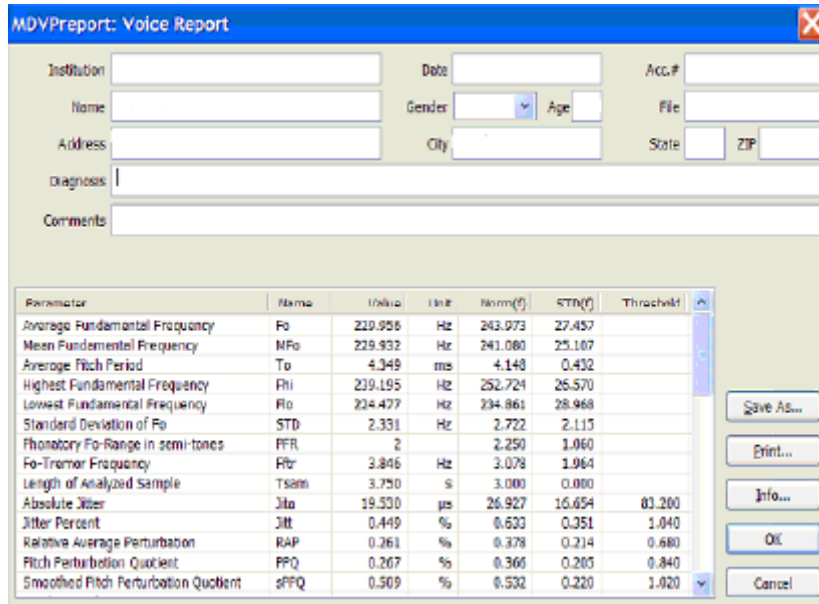 MDVPreport: Voice Report
Institution Date Acc.#
Name Gender Age File
Address City State ZIP
Diagnosis
Comments
Parameter Name Value Unit Norm(f) STD(f) Threshold
Average Fundamental Frequency Fo 229.956 Hz 243.973 27.457
Mean Fundamental Frequency MFo 229.932 Hz 241.080 25.107
Average Pitch Period To 4.349 ms 4.148 0.432
Highest Fundamental Frequency Fhi 239.195 Hz 252.724 26.570
Lowest Fundamental Frequency Flo 224.477 Hz 234.861 28.968
Standard Deviation of Fo STD 2.331 Hz 2.722 2.115
Phonatory Fo-Range in semi-tones PFR 2 2.250 1.060
Fo-Tremor Frequency Fftr 3.846 Hz 3.078 1.964
Length of Analyzed Sample Tsam 3.750 s 3.000 0.000
Absolute Jitter Jita 19.530 µs 26.927 16.654 83.200
Jitter Percent Jitt 0.449 % 0.633 0.351 1.040
Relative Average Perturbation RAP 0.261 % 0.378 0.214 0.680
Pitch Perturbation Quotient PPQ 0.267 % 0.366 0.205 0.840
Smoothed Pitch Perturbation Quotient sPPQ 0.509 % 0.532 0.220 1.020
Save As...
Print...
Info...
OK
Cancel